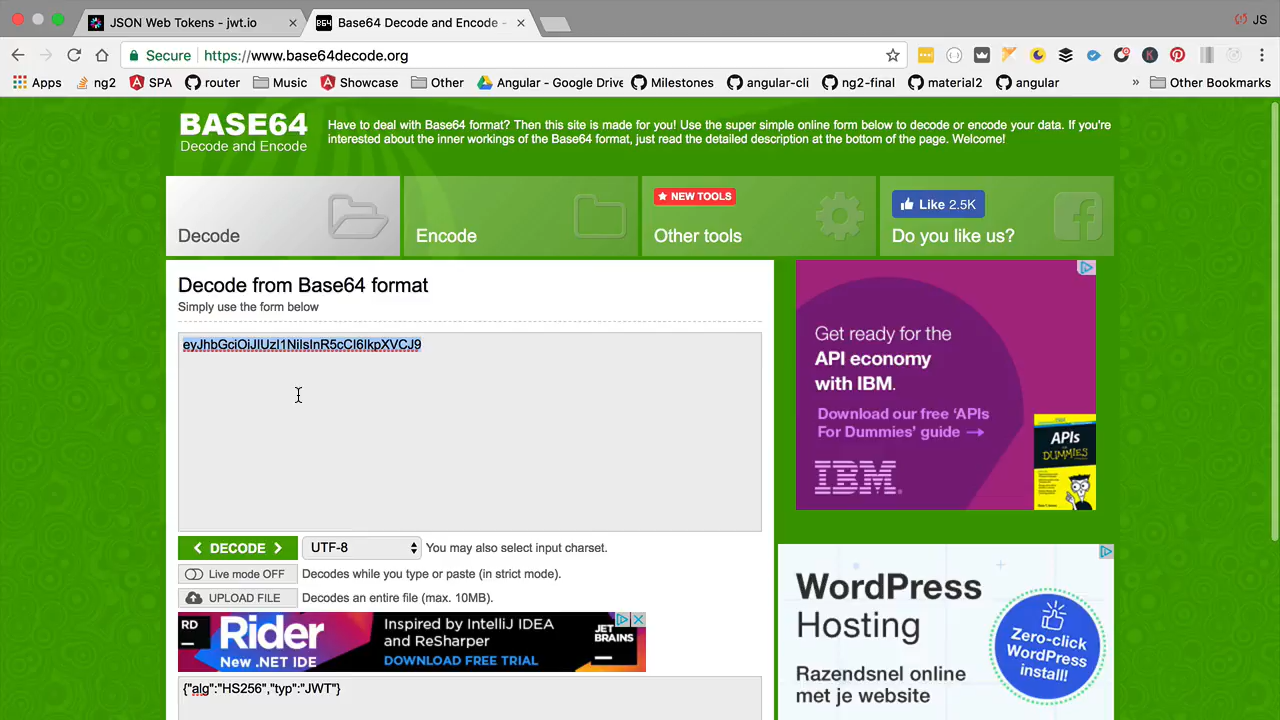 JSON Web Tokens - jwt.io
Base64 Decode and Encode -
JS
Secure
https://www.base64decode.org
Apps
ng2
SPA
router
Music
Showcase
Other
Angular - Google Drive
Milestones
angular-cli
ng2-final
material2
angular
»
Other Bookmarks
BASE64
Decode and Encode
Have to deal with Base64 format? Then this site is made for you! Use the super simple online form below to decode or encode your data. If you're
interested about the inner workings of the Base64 format, just read the detailed description at the bottom of the page. Welcome!
Decode
Encode
NEW TOOLS
Other tools
Like 2.5K
Do you like us?
Decode from Base64 format
Simply use the form below
eyJhbGciOiJIUzI1NiIsInR5cCI6IkpXVCJ9
< DECODE >
UTF-8
You may also select input charset.
Live mode OFF
Decodes while you type or paste (in strict mode).
UPLOAD FILE
Decodes an entire file (max. 10MB).
RD
Rider
New .NET IDE
Inspired by IntelliJ IDEA
and ReSharper
DOWNLOAD FREE TRIAL
JET
BRAINS
{"alg":"HS256","typ":"JWT"}
Get ready for the
API economy
with IBM.
Download our free 'APIs
For Dummies' guide →
IBM
APIs
DUMMIES
WordPress
Hosting
Razendsnel online
met je website
Zero-click
WordPress
install!